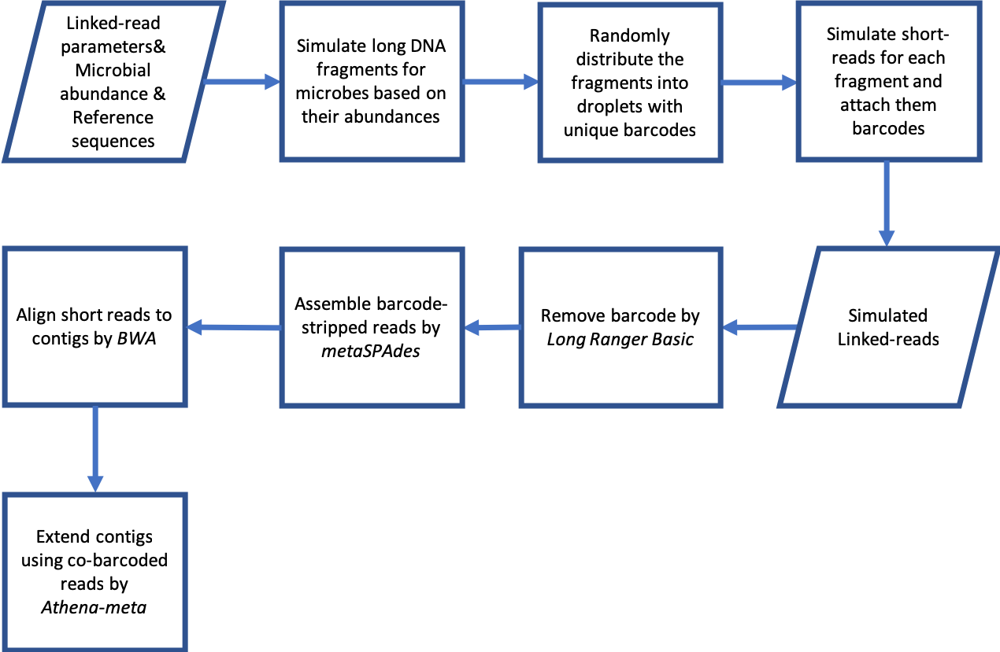 Linked-read
parameters&
Microbial
abundance &
Reference
sequences
Simulate long DNA
fragments for
microbes based on
their abundances
Randomly
distribute the
fragments into
droplets with
unique barcodes
Simulate short-
reads for each
fragment and
attach them
barcodes
Simulated
Linked-reads
Remove barcode by
Long Ranger Basic
Assemble barcode-
stripped reads by
metaSPAdes
Align short reads to
contigs by BWA
Extend contigs
using co-barcoded
reads by
Athena-meta